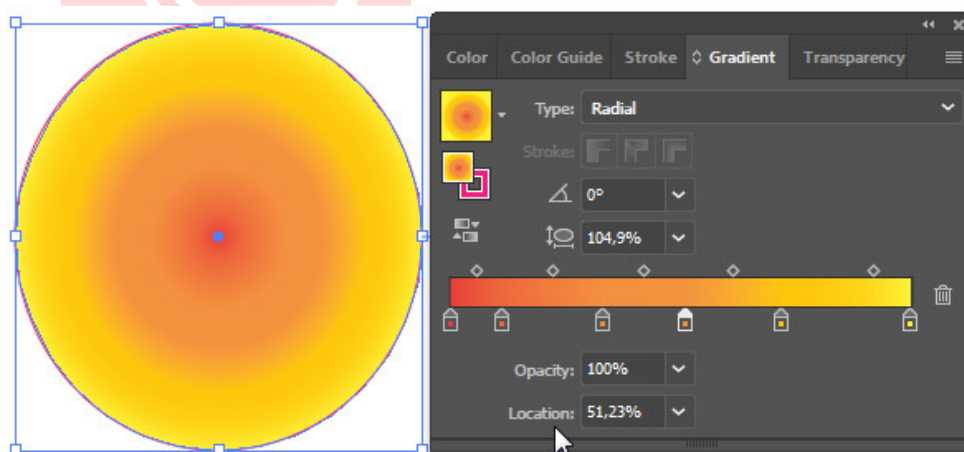 Color Color Guide Stroke Gradient Transparency
Type: Radial
Stroke:
0°
104,9%
Opacity: 100%
Location: 51,23%